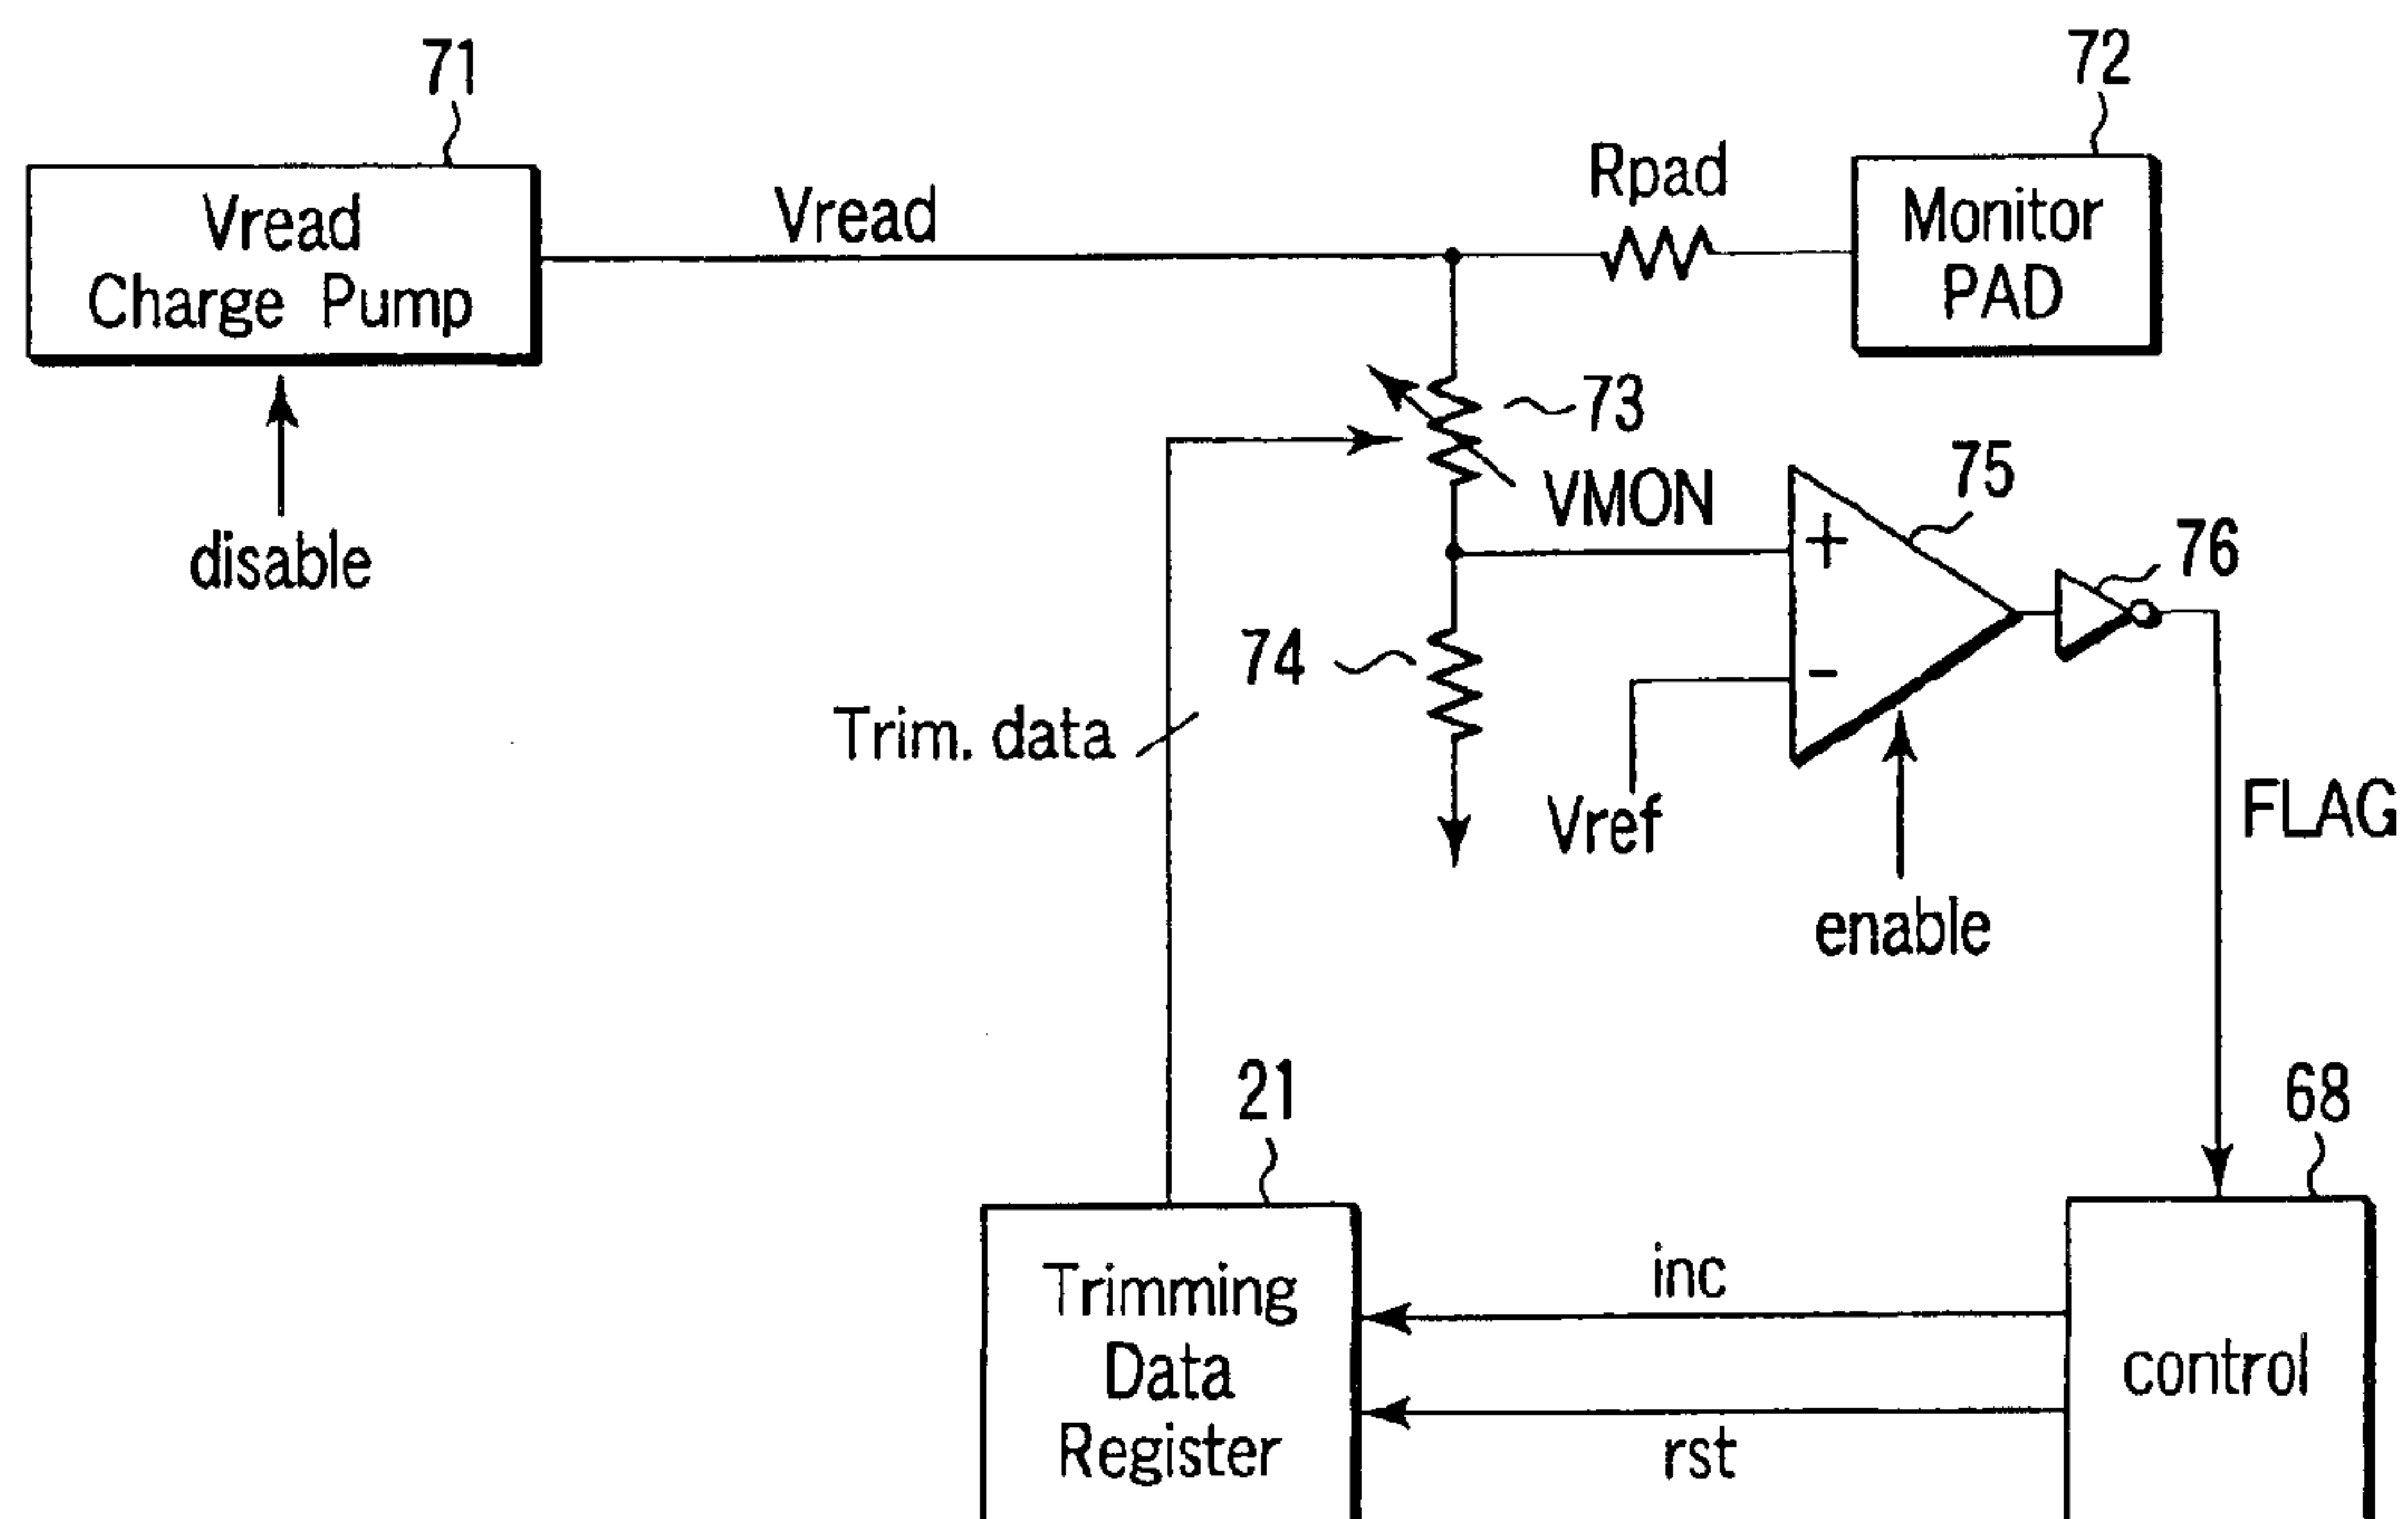 71
72
Vread
Charge Pump
Vread
Rpad
Monitor
PAD
disable
73
VMON
75
76
74
Trim. data
Vref
enable
FLAG
21
68
Trimming
Data
Register
inc
rst
control
+
-